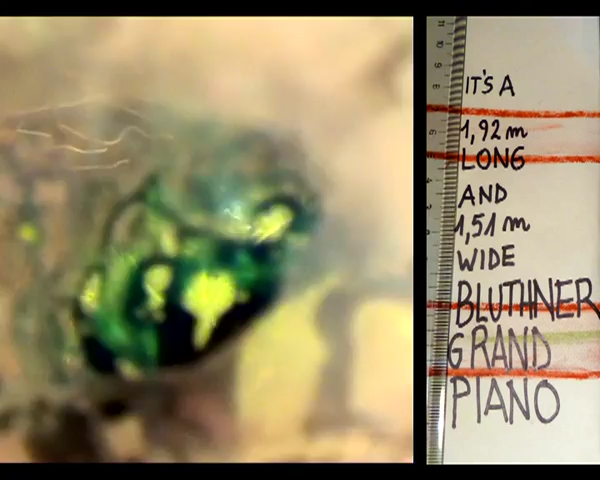 IT'S A
1,92 m
LONG
AND
1,51 m
WIDE
BLUTHNER
GRAND
PIANO